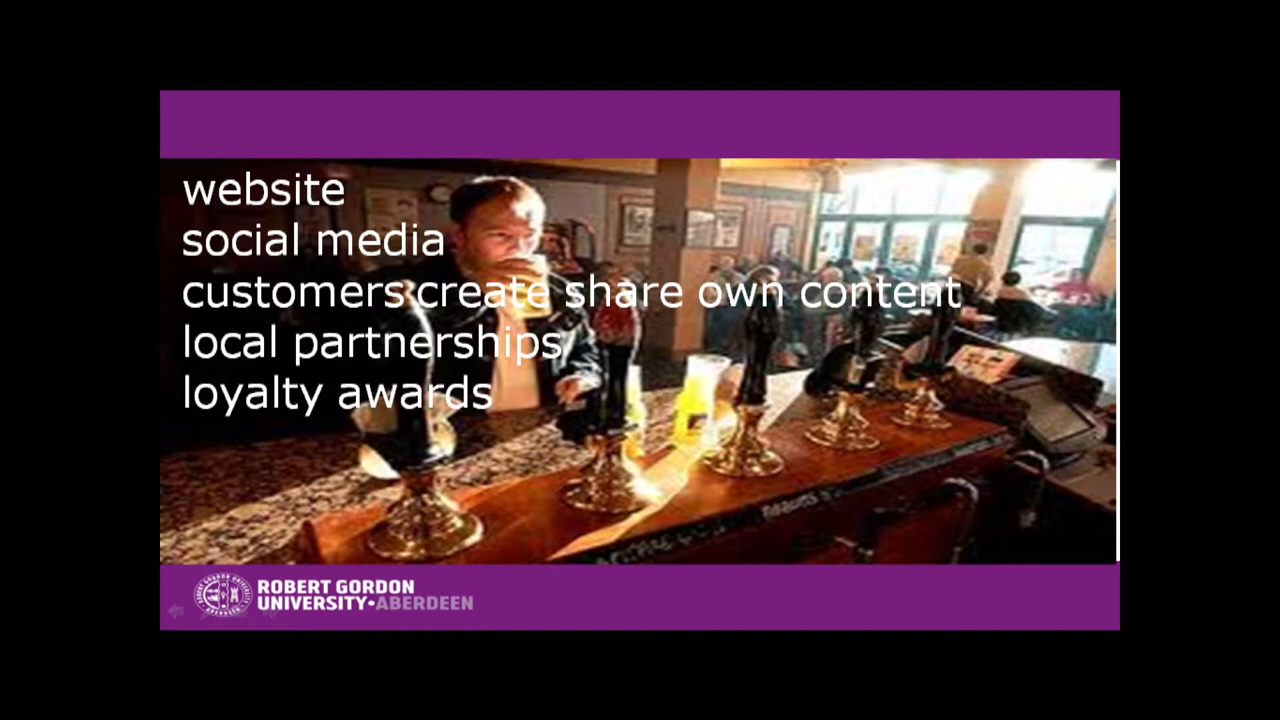 website
social media
customers create share own content
local partnerships
loyalty awards
ROBERT GORDON
UNIVERSITY•ABERDEEN